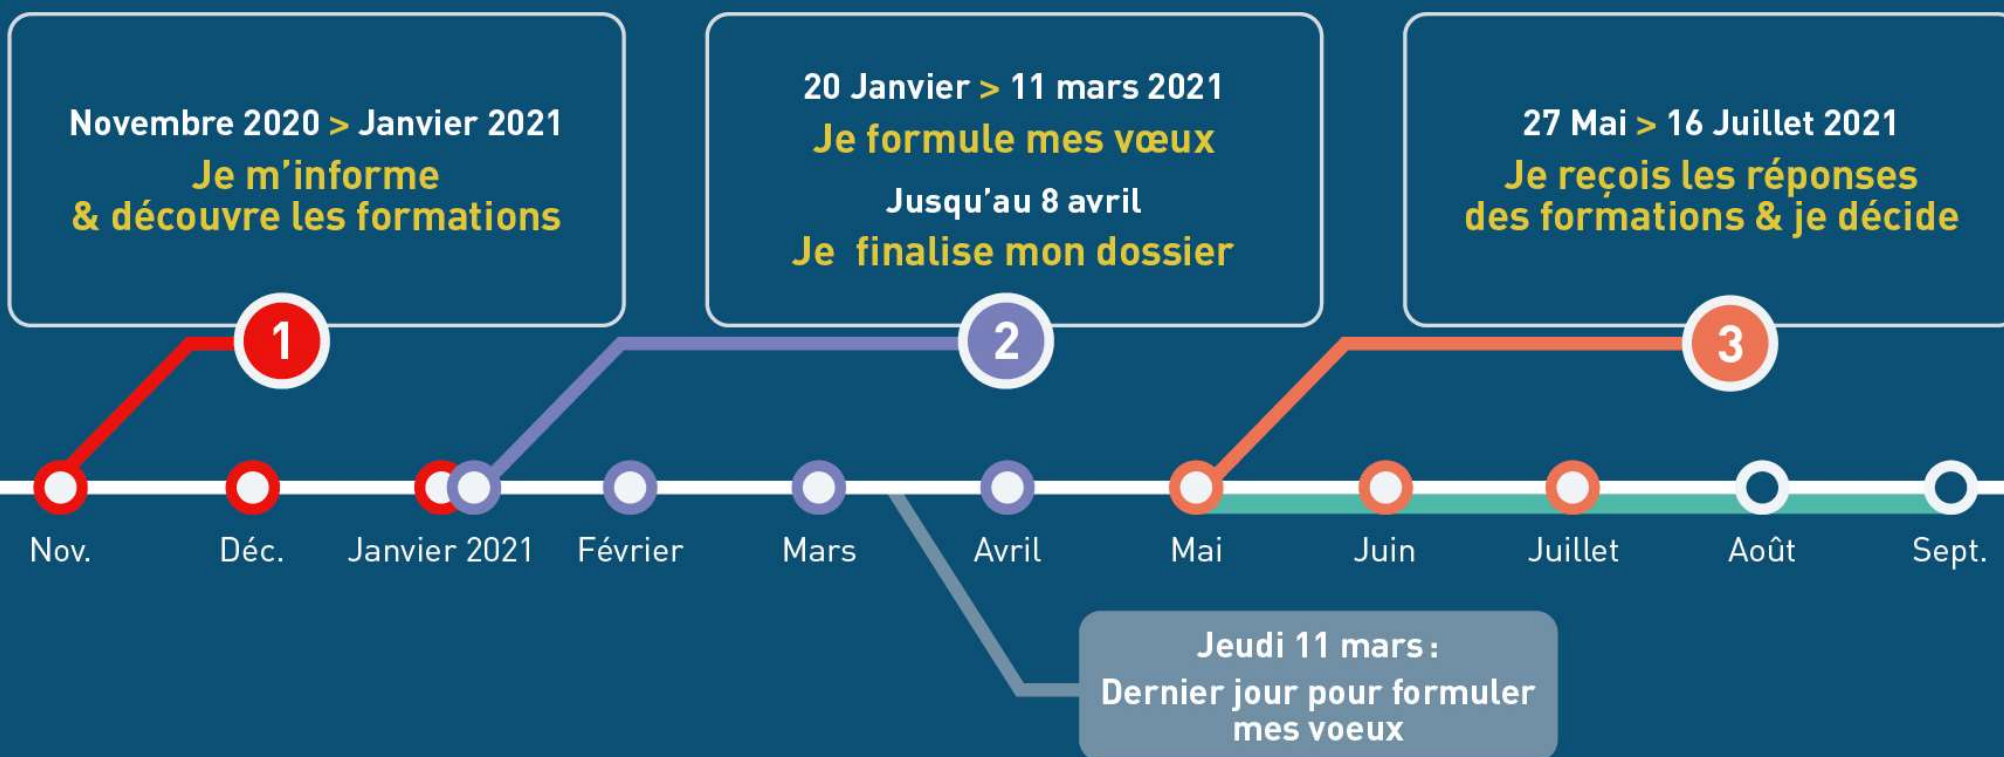 Novembre 2020 > Janvier 2021
Je m'informe
& découvre les formations
1
20 Janvier > 11 mars 2021
Je formule mes vœux
Jusqu'au 8 avril
Je finalise mon dossier
2
27 Mai > 16 Juillet 2021
Je reçois les réponses
des formations & je décide
3
Nov.
Déc.
Janvier 2021
Février
Mars
Avril
Mai
Juin
Juillet
Août
Sept.
Jeudi 11 mars :
Dernier jour pour formuler
mes voeux